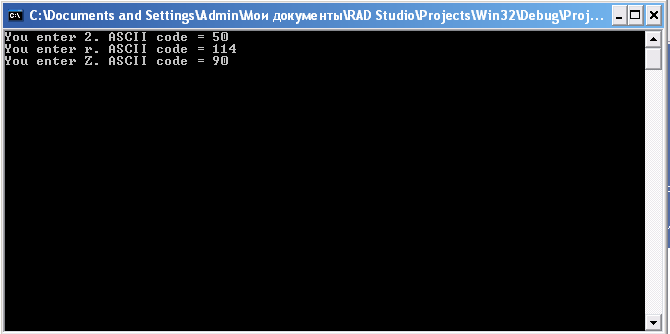 C:\Documents and Settings\Admin\Мои документы\RAD Studio\Projects\Win32\Debug\Proj...
You enter 2. ASCII code = 50
You enter r. ASCII code = 114
You enter Z. ASCII code = 90